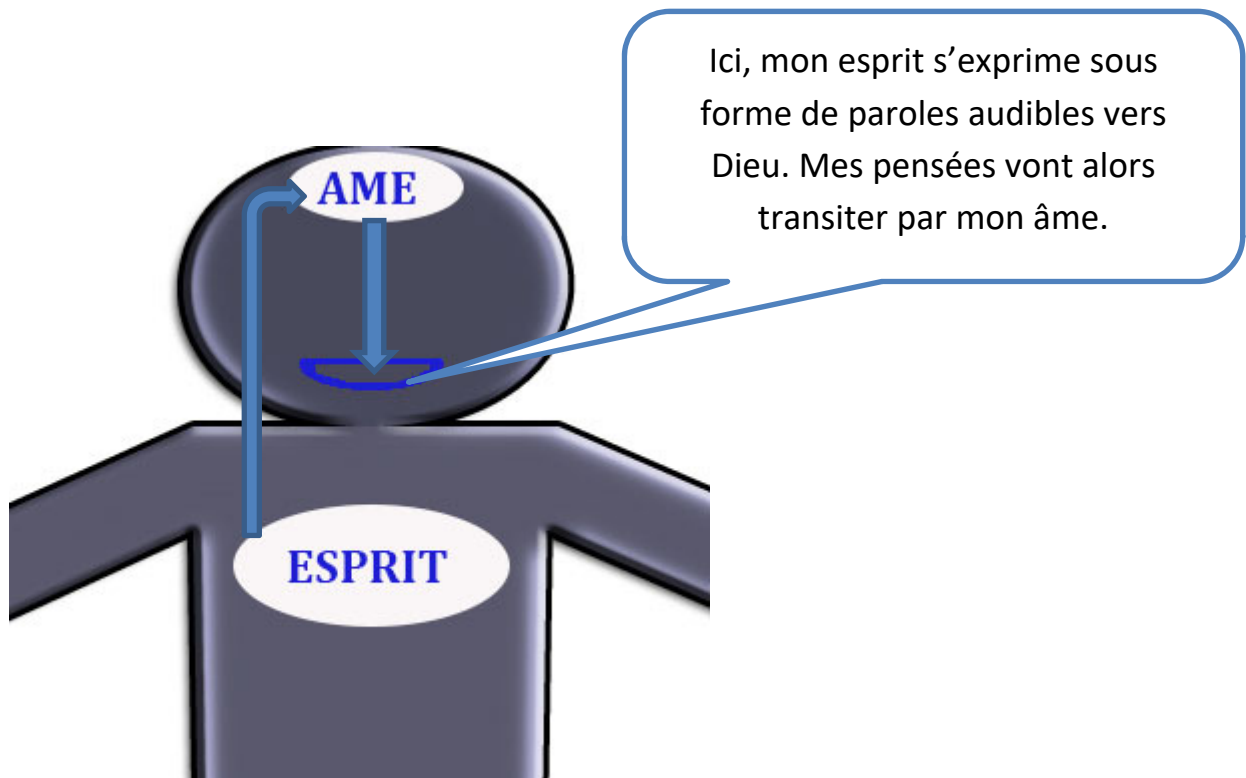 Ici, mon esprit s’exprime sous
forme de paroles audibles vers
Dieu. Mes pensées vont alors
transiter par mon âme.
AME
ESPRIT